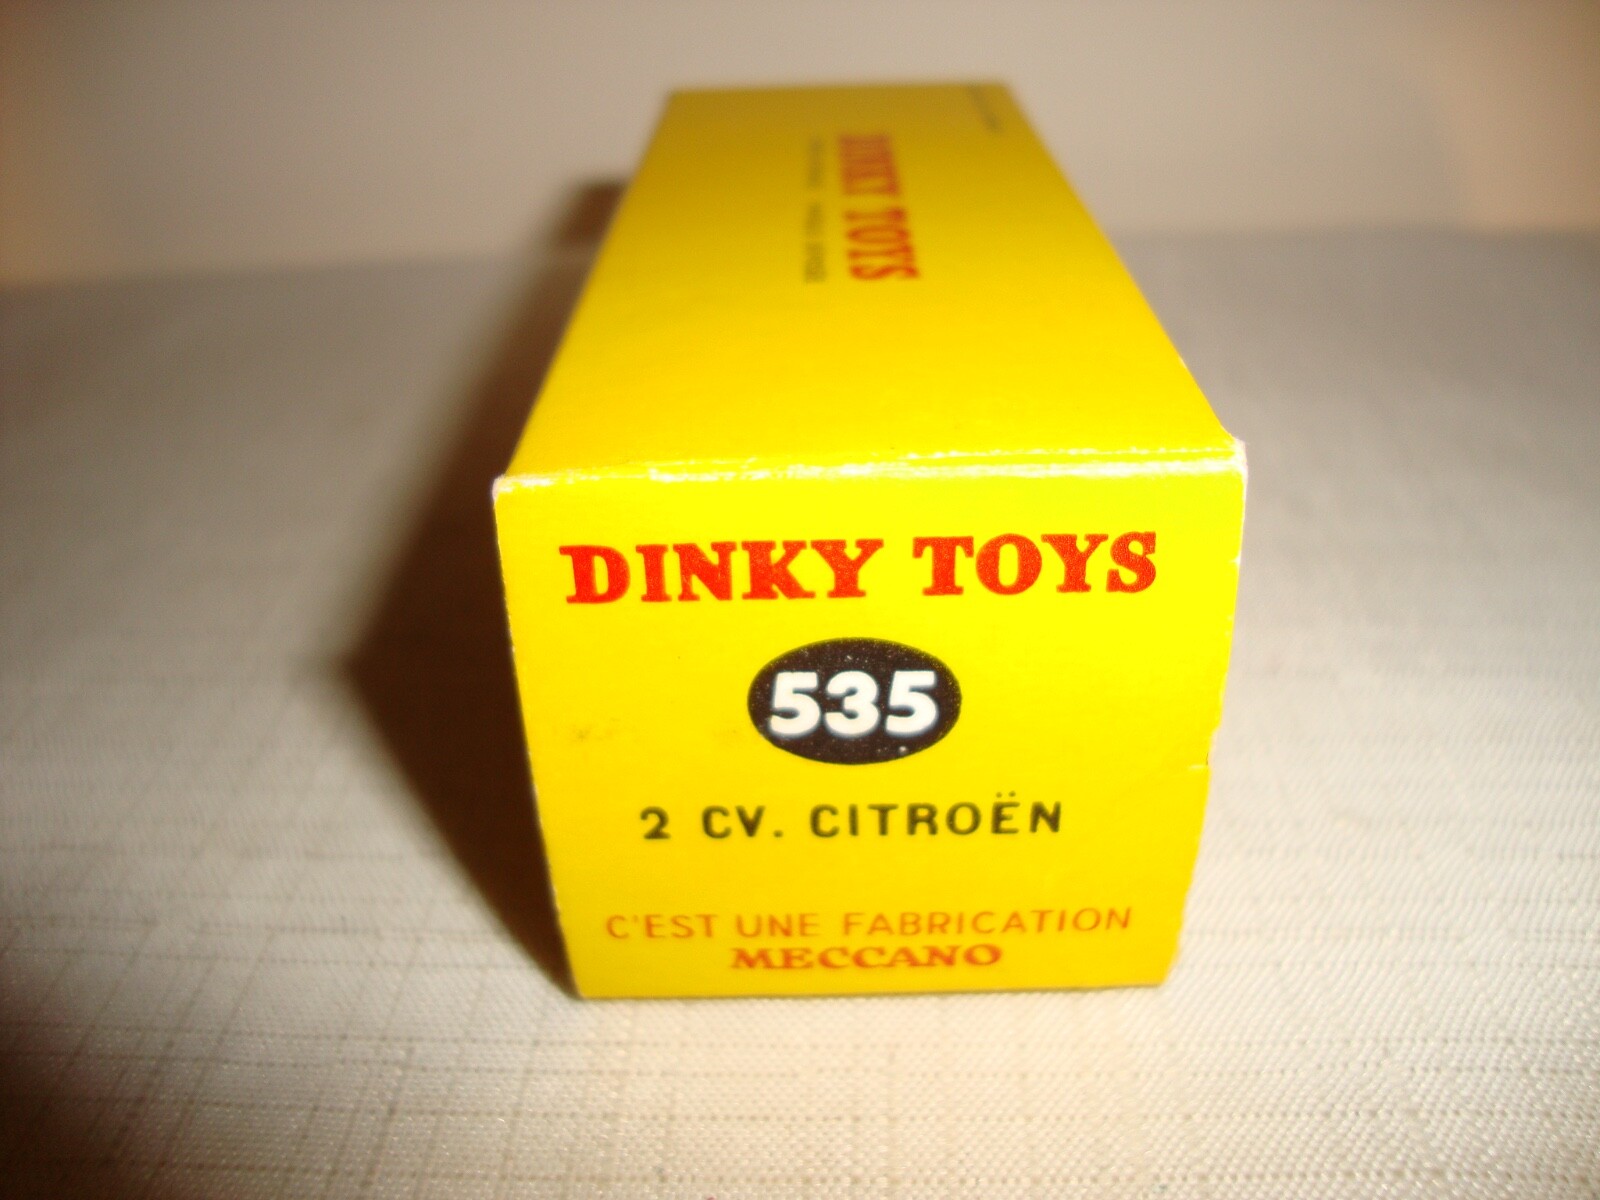 DINKY TOYS
DINKY TOYS
535
2 CV. CITROËN
C'EST UNE FABRICATION
MECCANO